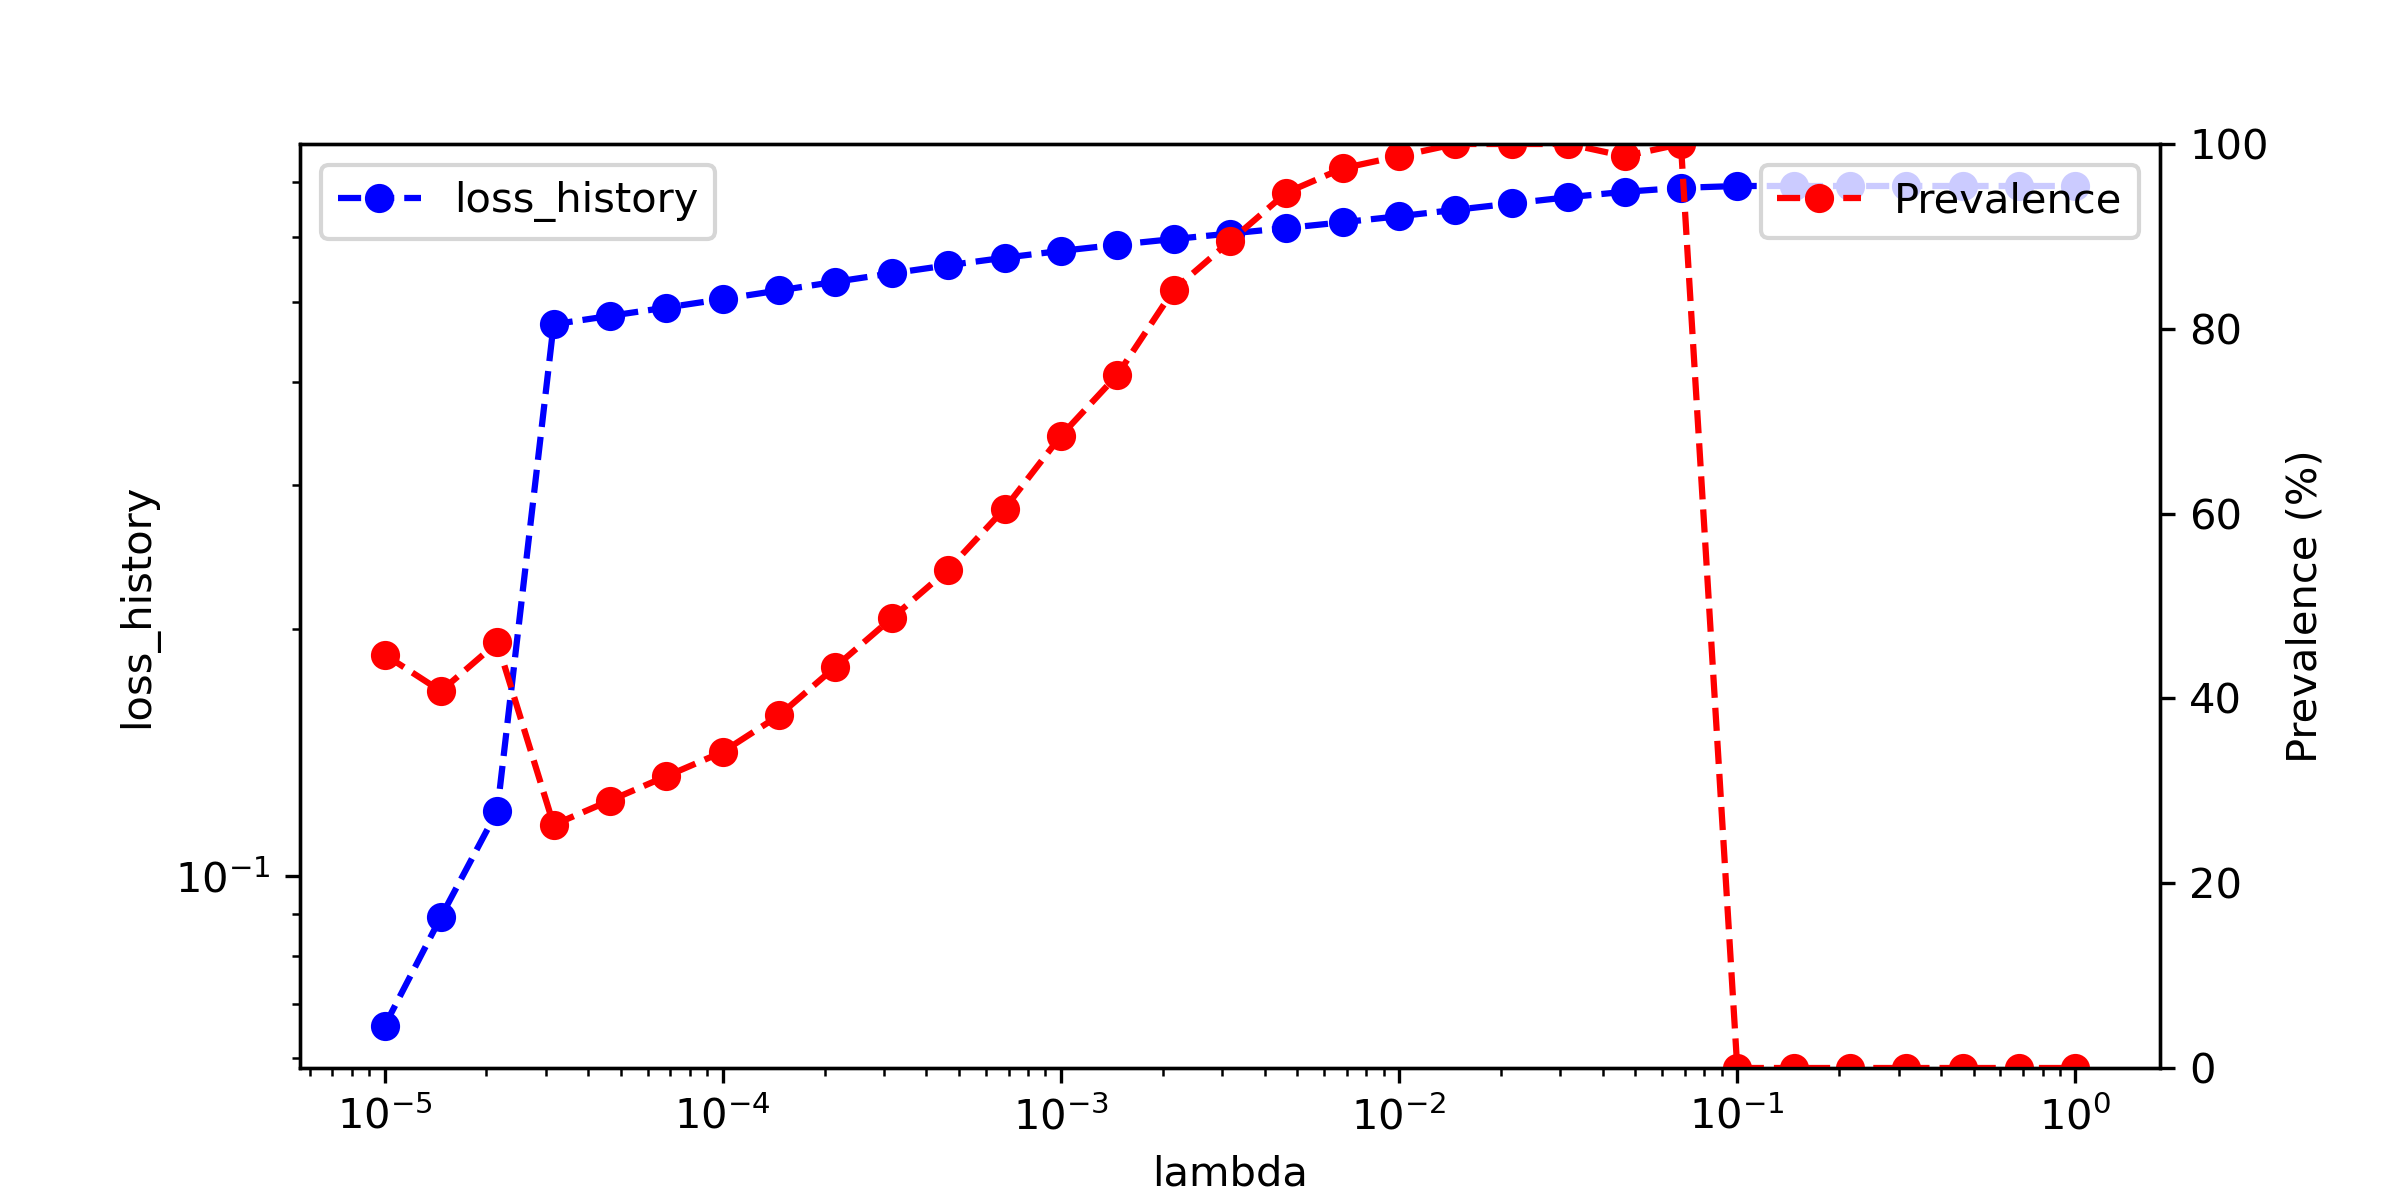 loss_history
Prevalence
100
80
60
40
20
0
Prevalence (%)
loss_history
10⁻¹
10⁻⁵ 10⁻⁴ 10⁻³ 10⁻² 10⁻¹ 10⁰
lambda